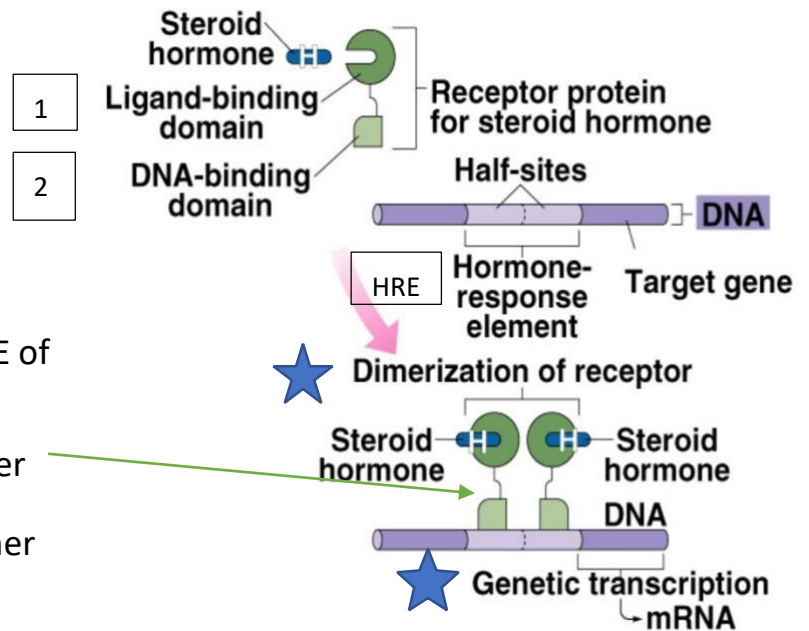 Steroid
hormone
H
1
Ligand-binding
domain
Receptor protein
for steroid hormone
2
DNA-binding
domain
Half-sites
DNA
HRE
Hormone-
response
element
Target gene
E of
Dimerization of receptor
er
Steroid
hormone
H
H
Steroid
hormone
DNA
ner
Genetic transcription
mRNA